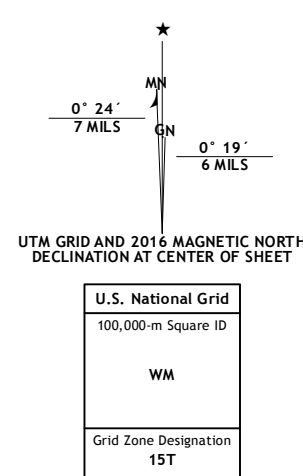 ★
MN
0° 24´
7 MILS
GN
0° 19´
6 MILS
UTM GRID AND 2016 MAGNETIC NORTH
DECLINATION AT CENTER OF SHEET
U.S. National Grid
100,000-m Square ID
WM
Grid Zone Designation
15T